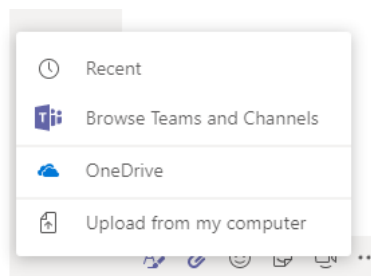 Recent
Browse Teams and Channels
OneDrive
Upload from my computer